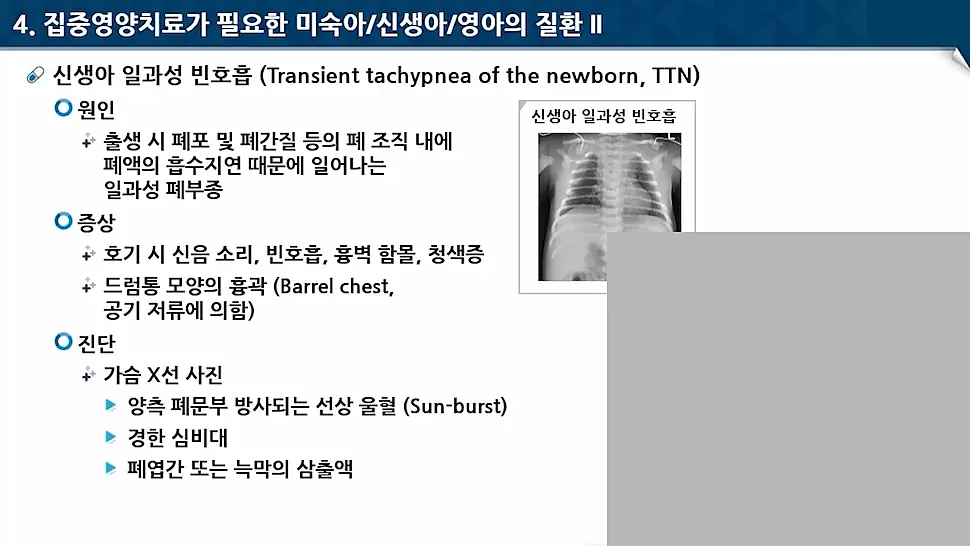 4. 집중영양치료가 필요한 미숙아/신생아/영아의 질환 II
신생아 일과성 빈호흡 (Transient tachypnea of the newborn, TTN)
원인
출생 시 폐포 및 폐간질 등의 폐 조직 내에
폐액의 흡수지연 때문에 일어나는
일과성 폐부종
증상
호기 시 신음 소리, 빈호흡, 흉벽 함몰, 청색증
드럼통 모양의 흉곽 (Barrel chest,
공기 저류에 의함)
진단
가슴 X선 사진
양측 폐문부 방사되는 선상 울혈 (Sun-burst)
경한 심비대
폐엽간 또는 늑막의 삼출액
신생아 일과성 빈호흡
L